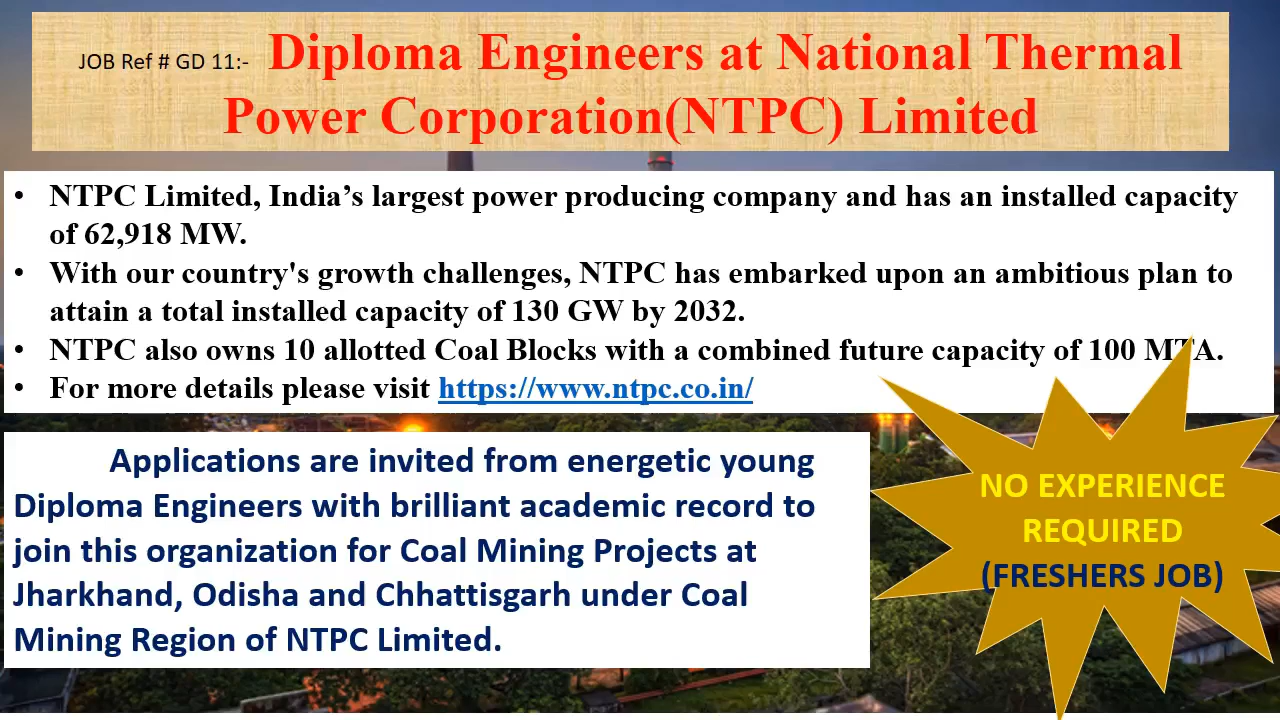 JOB Ref # GD 11:- Diploma Engineers at National Thermal
Power Corporation(NTPC) Limited
• NTPC Limited, India’s largest power producing company and has an installed capacity
of 62,918 MW.
• With our country's growth challenges, NTPC has embarked upon an ambitious plan to
attain a total installed capacity of 130 GW by 2032.
• NTPC also owns 10 allotted Coal Blocks with a combined future capacity of 100 MTA.
• For more details please visit https://www.ntpc.co.in/
Applications are invited from energetic young
Diploma Engineers with brilliant academic record to
join this organization for Coal Mining Projects at
Jharkhand, Odisha and Chhattisgarh under Coal
Mining Region of NTPC Limited.
NO EXPERIENCE
REQUIRED
(FRESHERS JOB)